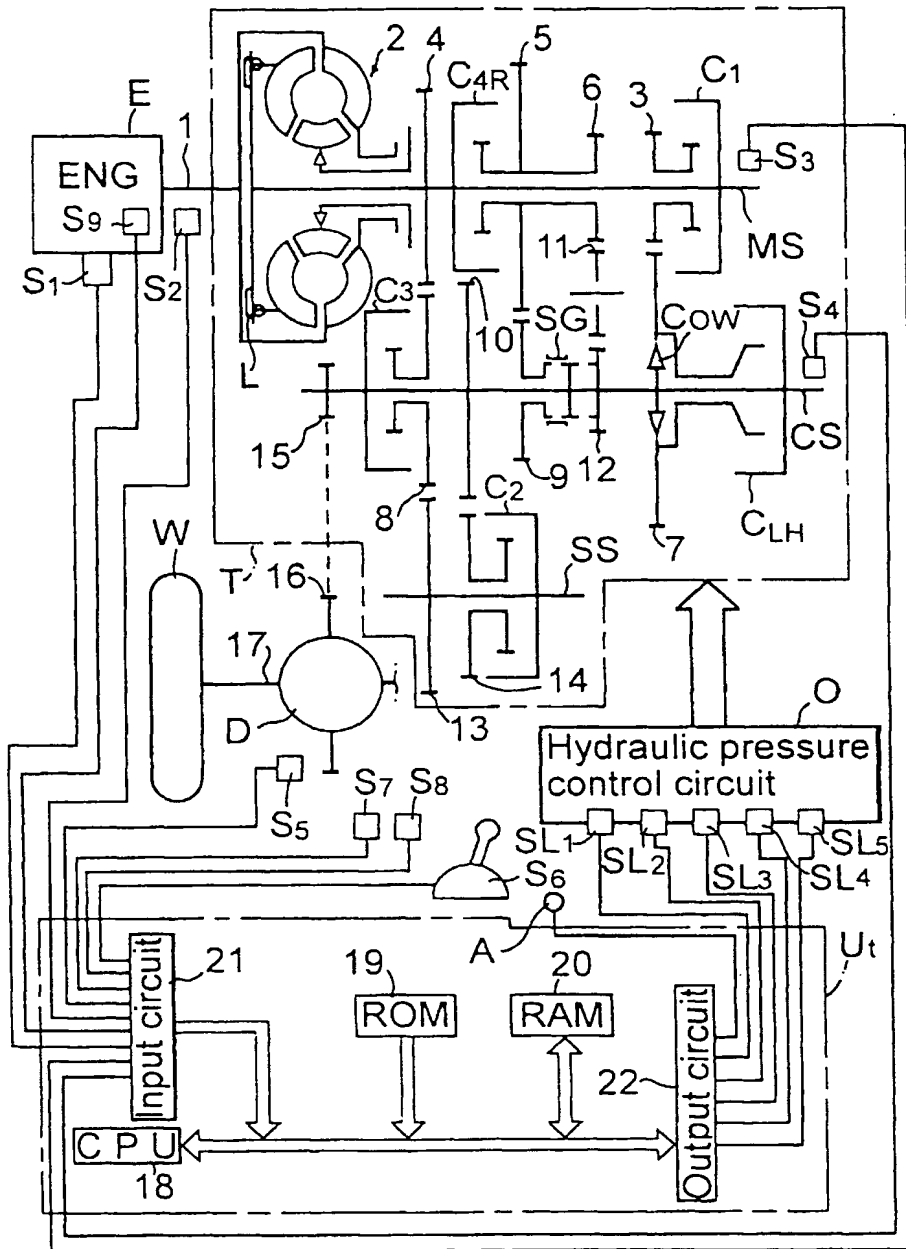 2 4 5
C4R 6 3 C1
E
1
ENG
S9
S3
MS
S1 S2
11
C3
10 SG COW S4
L
15 9 12 CS
8 C2 7 CLH
W
T 16 SS
17
D 13 14 O
Hydraulic pressure
control circuit
S5 S7 S8
SL1 SL2 SL3 SL4 SL5
S6
A
Ut
21 19 20
Input circuit
ROM RAM
22
Output circuit
CPU
18